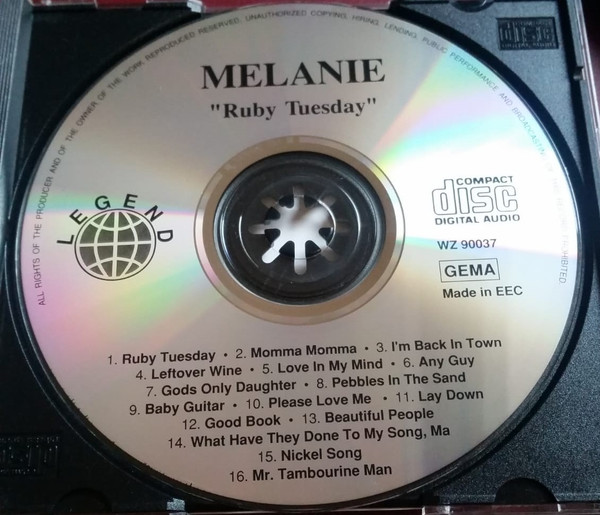 ALL RIGHTS OF THE PRODUCER AND OF THE OWNER OF THE WORK REPRODUCED RESERVED. UNAUTHORIZED COPYING, HIRING, LENDING, PUBLIC PERFORMANCE AND BROADCASTING PROHIBITED.
MELANIE
"Ruby Tuesday"
LEGEND
COMPACT
disc
DIGITAL AUDIO
WZ 90037
GEMA
Made in EEC
1. Ruby Tuesday • 2. Momma Momma • 3. I'm Back In Town
4. Leftover Wine • 5. Love In My Mind • 6. Any Guy
7. Gods Only Daughter • 8. Pebbles In The Sand
9. Baby Guitar • 10. Please Love Me • 11. Lay Down
12. Good Book • 13. Beautiful People
14. What Have They Done To My Song, Ma
15. Nickel Song
16. Mr. Tambourine Man